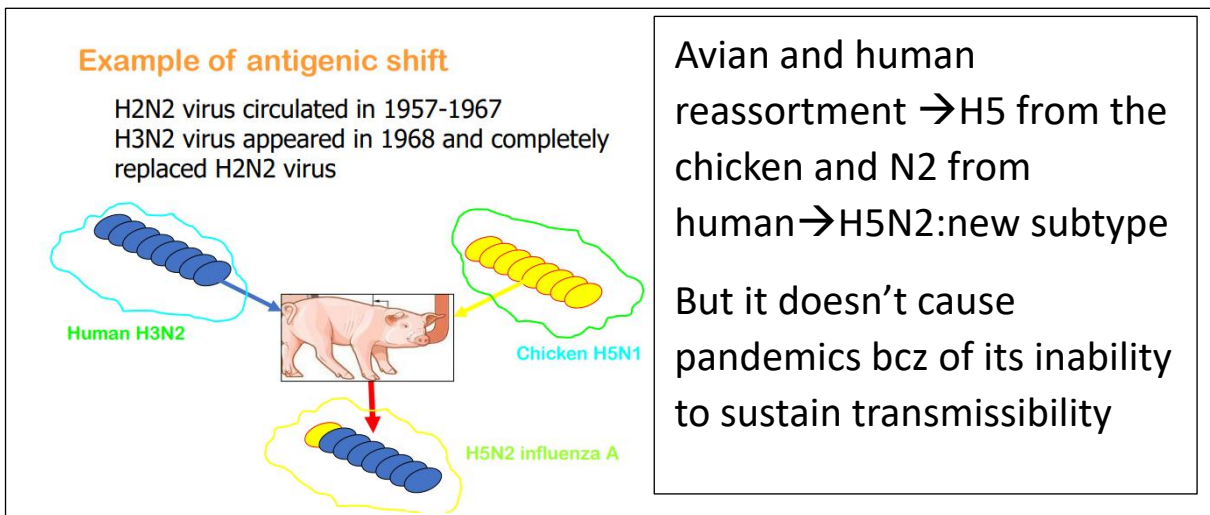 Example of antigenic shift
H2N2 virus circulated in 1957-1967
H3N2 virus appeared in 1968 and completely
replaced H2N2 virus
Human H3N2
Chicken H5N1
H5N2 influenza A
Avian and human
reassortment →H5 from the
chicken and N2 from
human→H5N2:new subtype
But it doesn’t cause
pandemics bcz of its inability
to sustain transmissibility